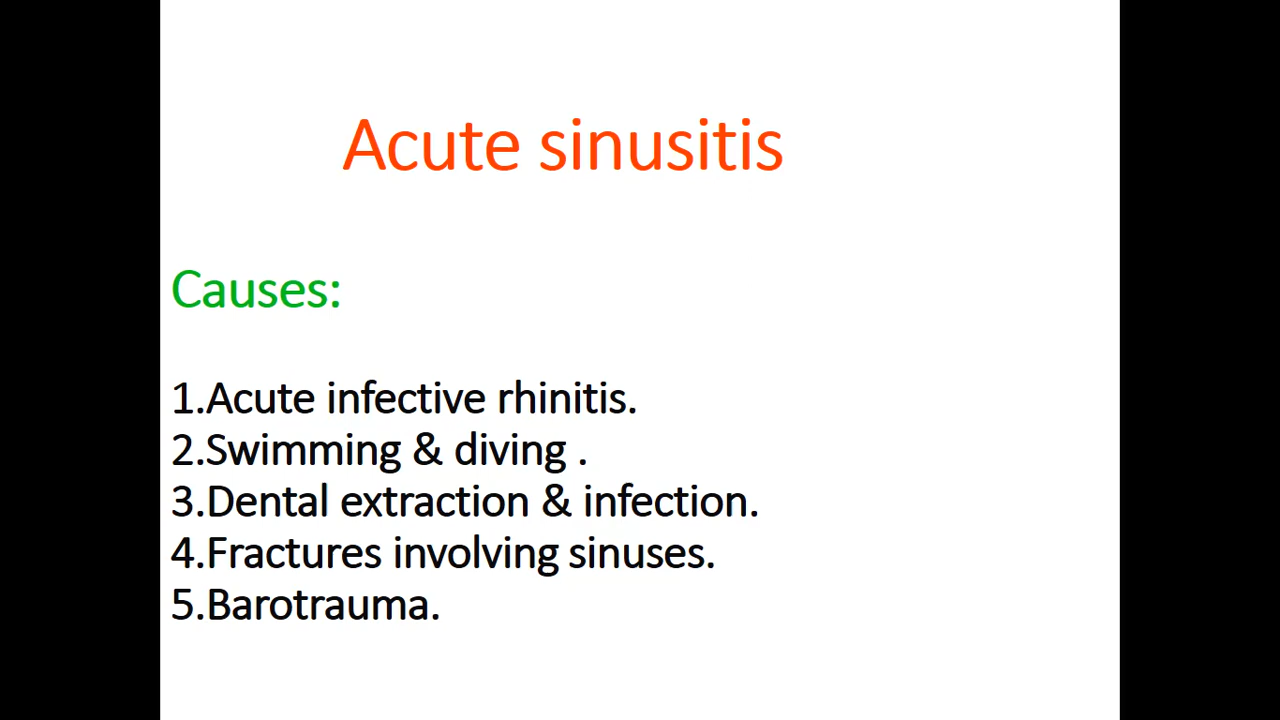 Acute sinusitis
Causes:
1.Acute infective rhinitis.
2.Swimming & diving .
3.Dental extraction & infection.
4.Fractures involving sinuses.
5.Barotrauma.